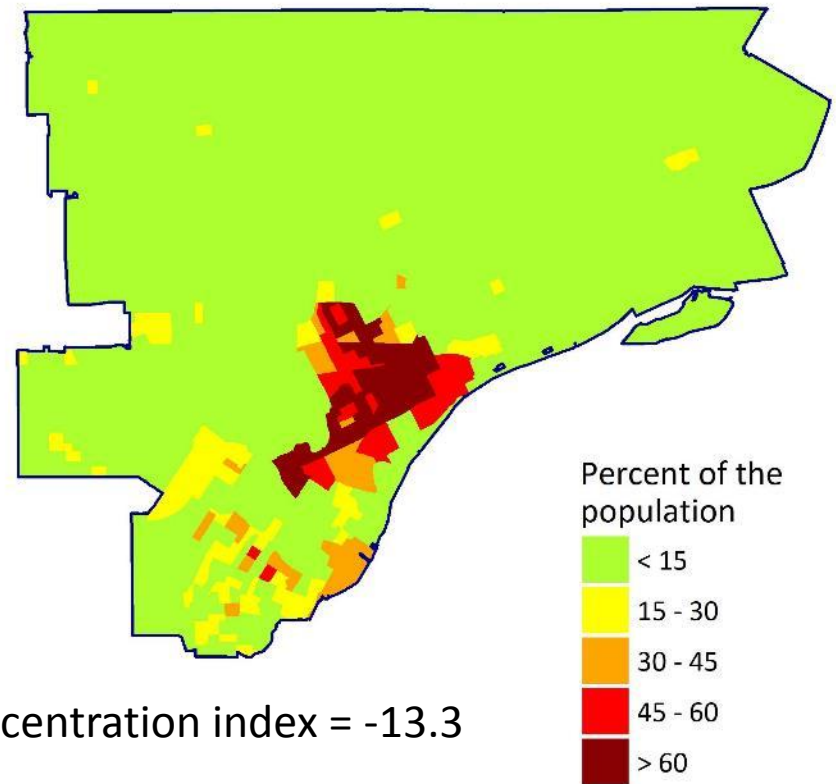 Percent of the
population
< 15
15 - 30
30 - 45
45 - 60
> 60
centration index = -13.3